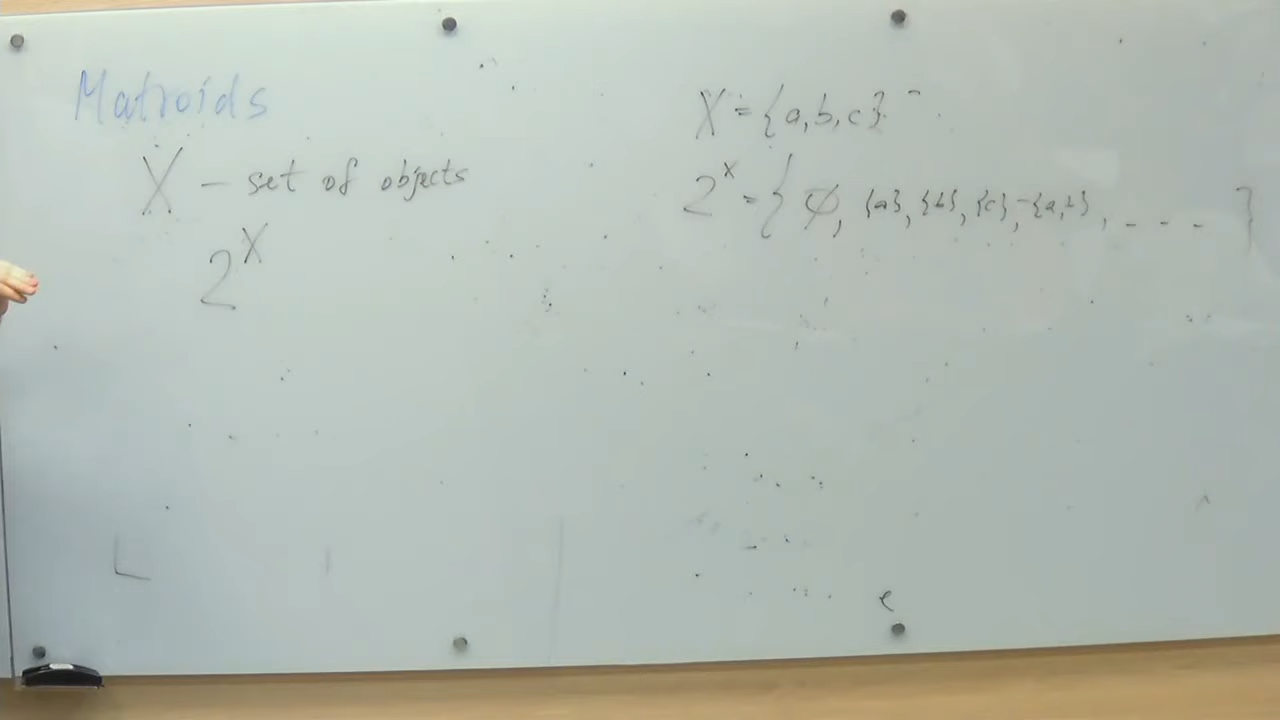 Matroids
X – set of objects
2^X
X = {a, b, c}
2^X = { ∅, {a}, {b}, {c}, {a,b}, - - - }
L
e